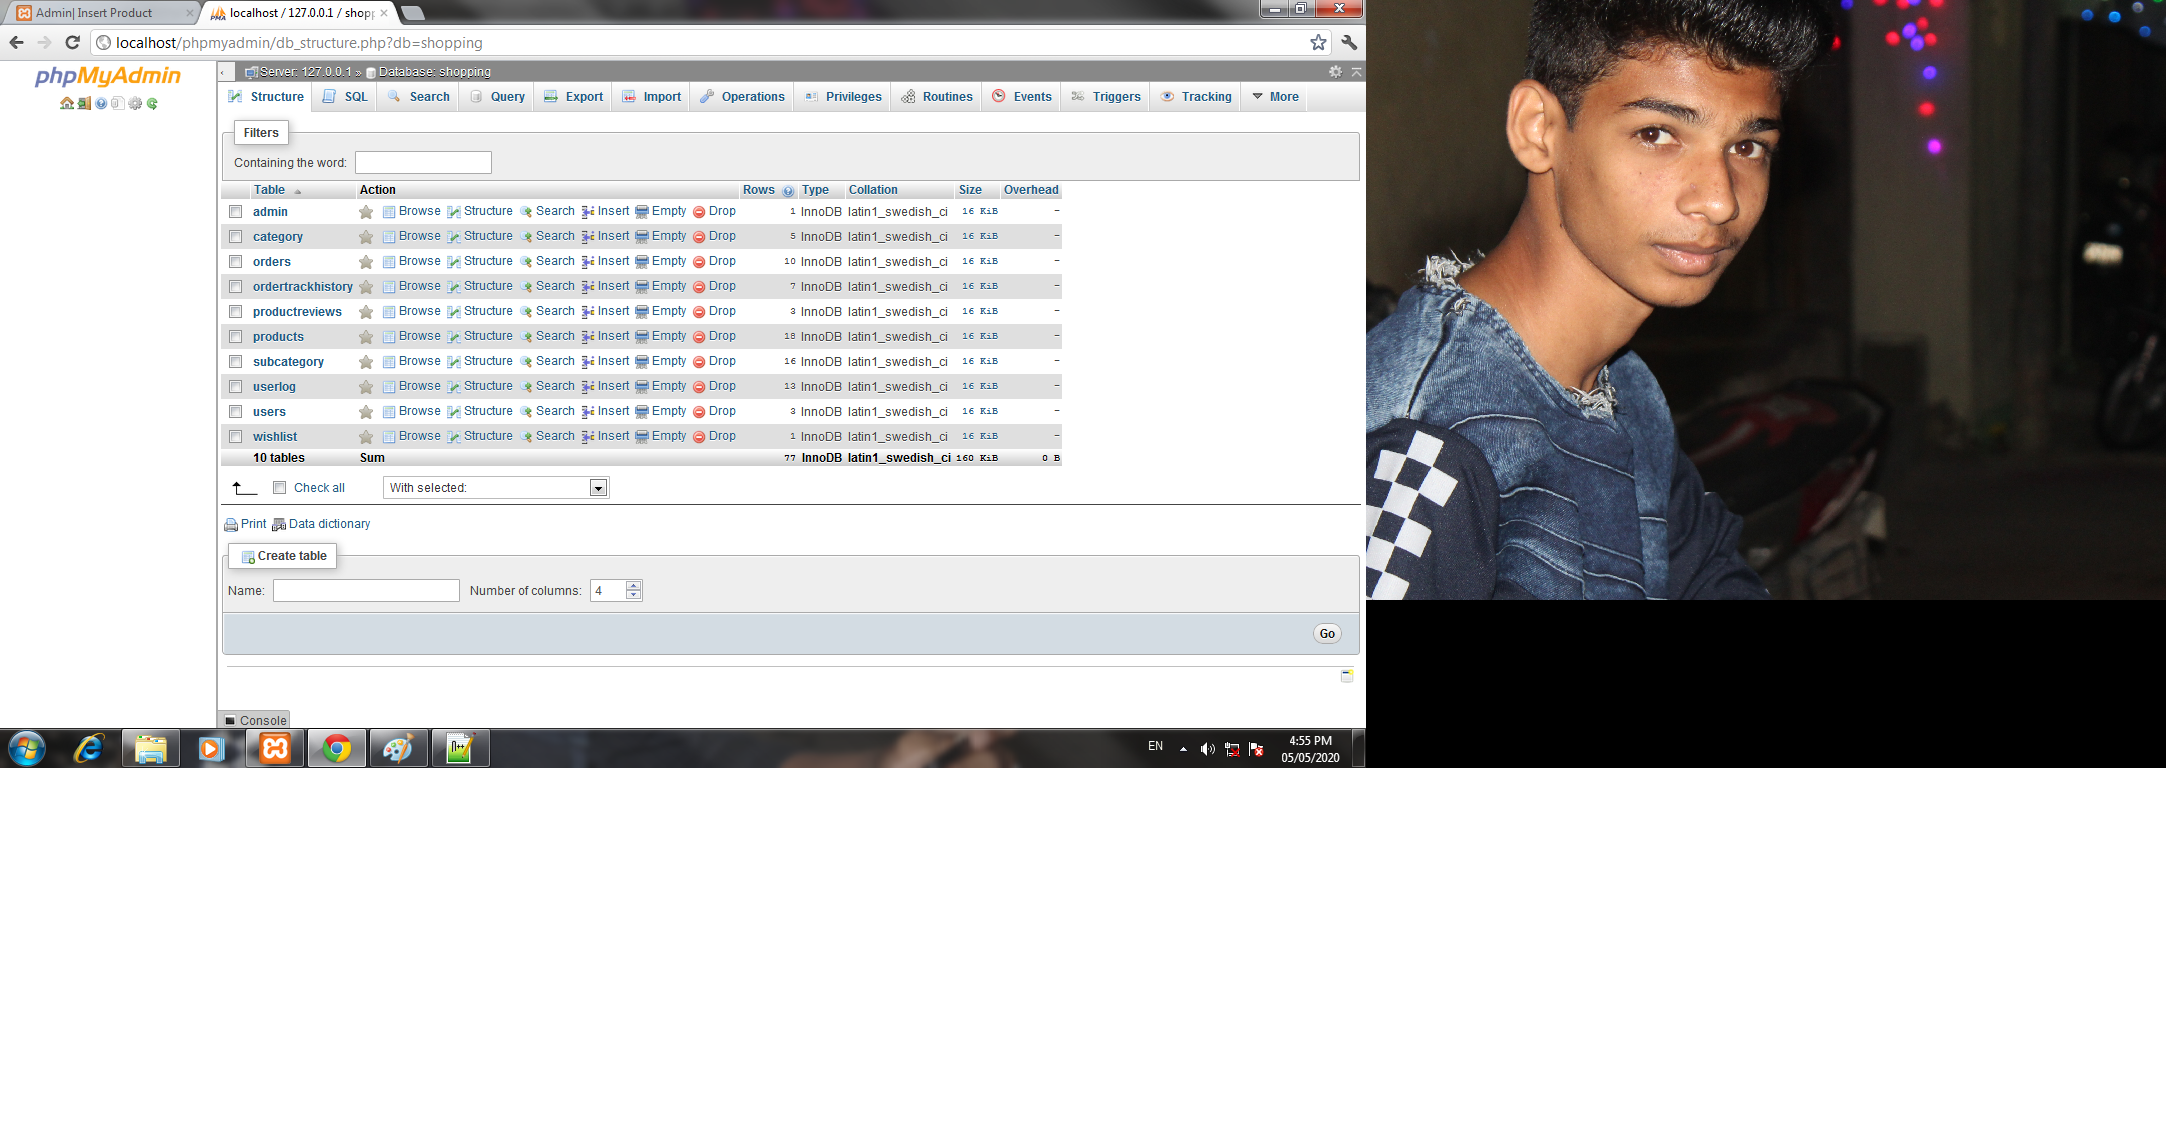 Admin| Insert Product
localhost / 127.0.0.1 / shop
localhost/phpmyadmin/db_structure.php?db=shopping
phpMyAdmin
Server: 127.0.0.1 » Database: shopping
Structure SQL Search Query Export Import Operations Privileges Routines Events Triggers Tracking More
Filters
Containing the word:
Table Action Rows Type Collation Size Overhead
admin Browse Structure Search Insert Empty Drop 1 InnoDB latin1_swedish_ci 16 KiB -
category Browse Structure Search Insert Empty Drop 5 InnoDB latin1_swedish_ci 16 KiB -
orders Browse Structure Search Insert Empty Drop 10 InnoDB latin1_swedish_ci 16 KiB -
ordertrackhistory Browse Structure Search Insert Empty Drop 7 InnoDB latin1_swedish_ci 16 KiB -
productreviews Browse Structure Search Insert Empty Drop 3 InnoDB latin1_swedish_ci 16 KiB -
products Browse Structure Search Insert Empty Drop 18 InnoDB latin1_swedish_ci 16 KiB -
subcategory Browse Structure Search Insert Empty Drop 16 InnoDB latin1_swedish_ci 16 KiB -
userlog Browse Structure Search Insert Empty Drop 13 InnoDB latin1_swedish_ci 16 KiB -
users Browse Structure Search Insert Empty Drop 3 InnoDB latin1_swedish_ci 16 KiB -
wishlist Browse Structure Search Insert Empty Drop 1 InnoDB latin1_swedish_ci 16 KiB -
10 tables Sum 77 InnoDB latin1_swedish_ci 160 KiB 0 B
Check all With selected:
Print Data dictionary
Create table
Name: Number of columns: 4
Go
Console
EN
4:55 PM
05/05/2020